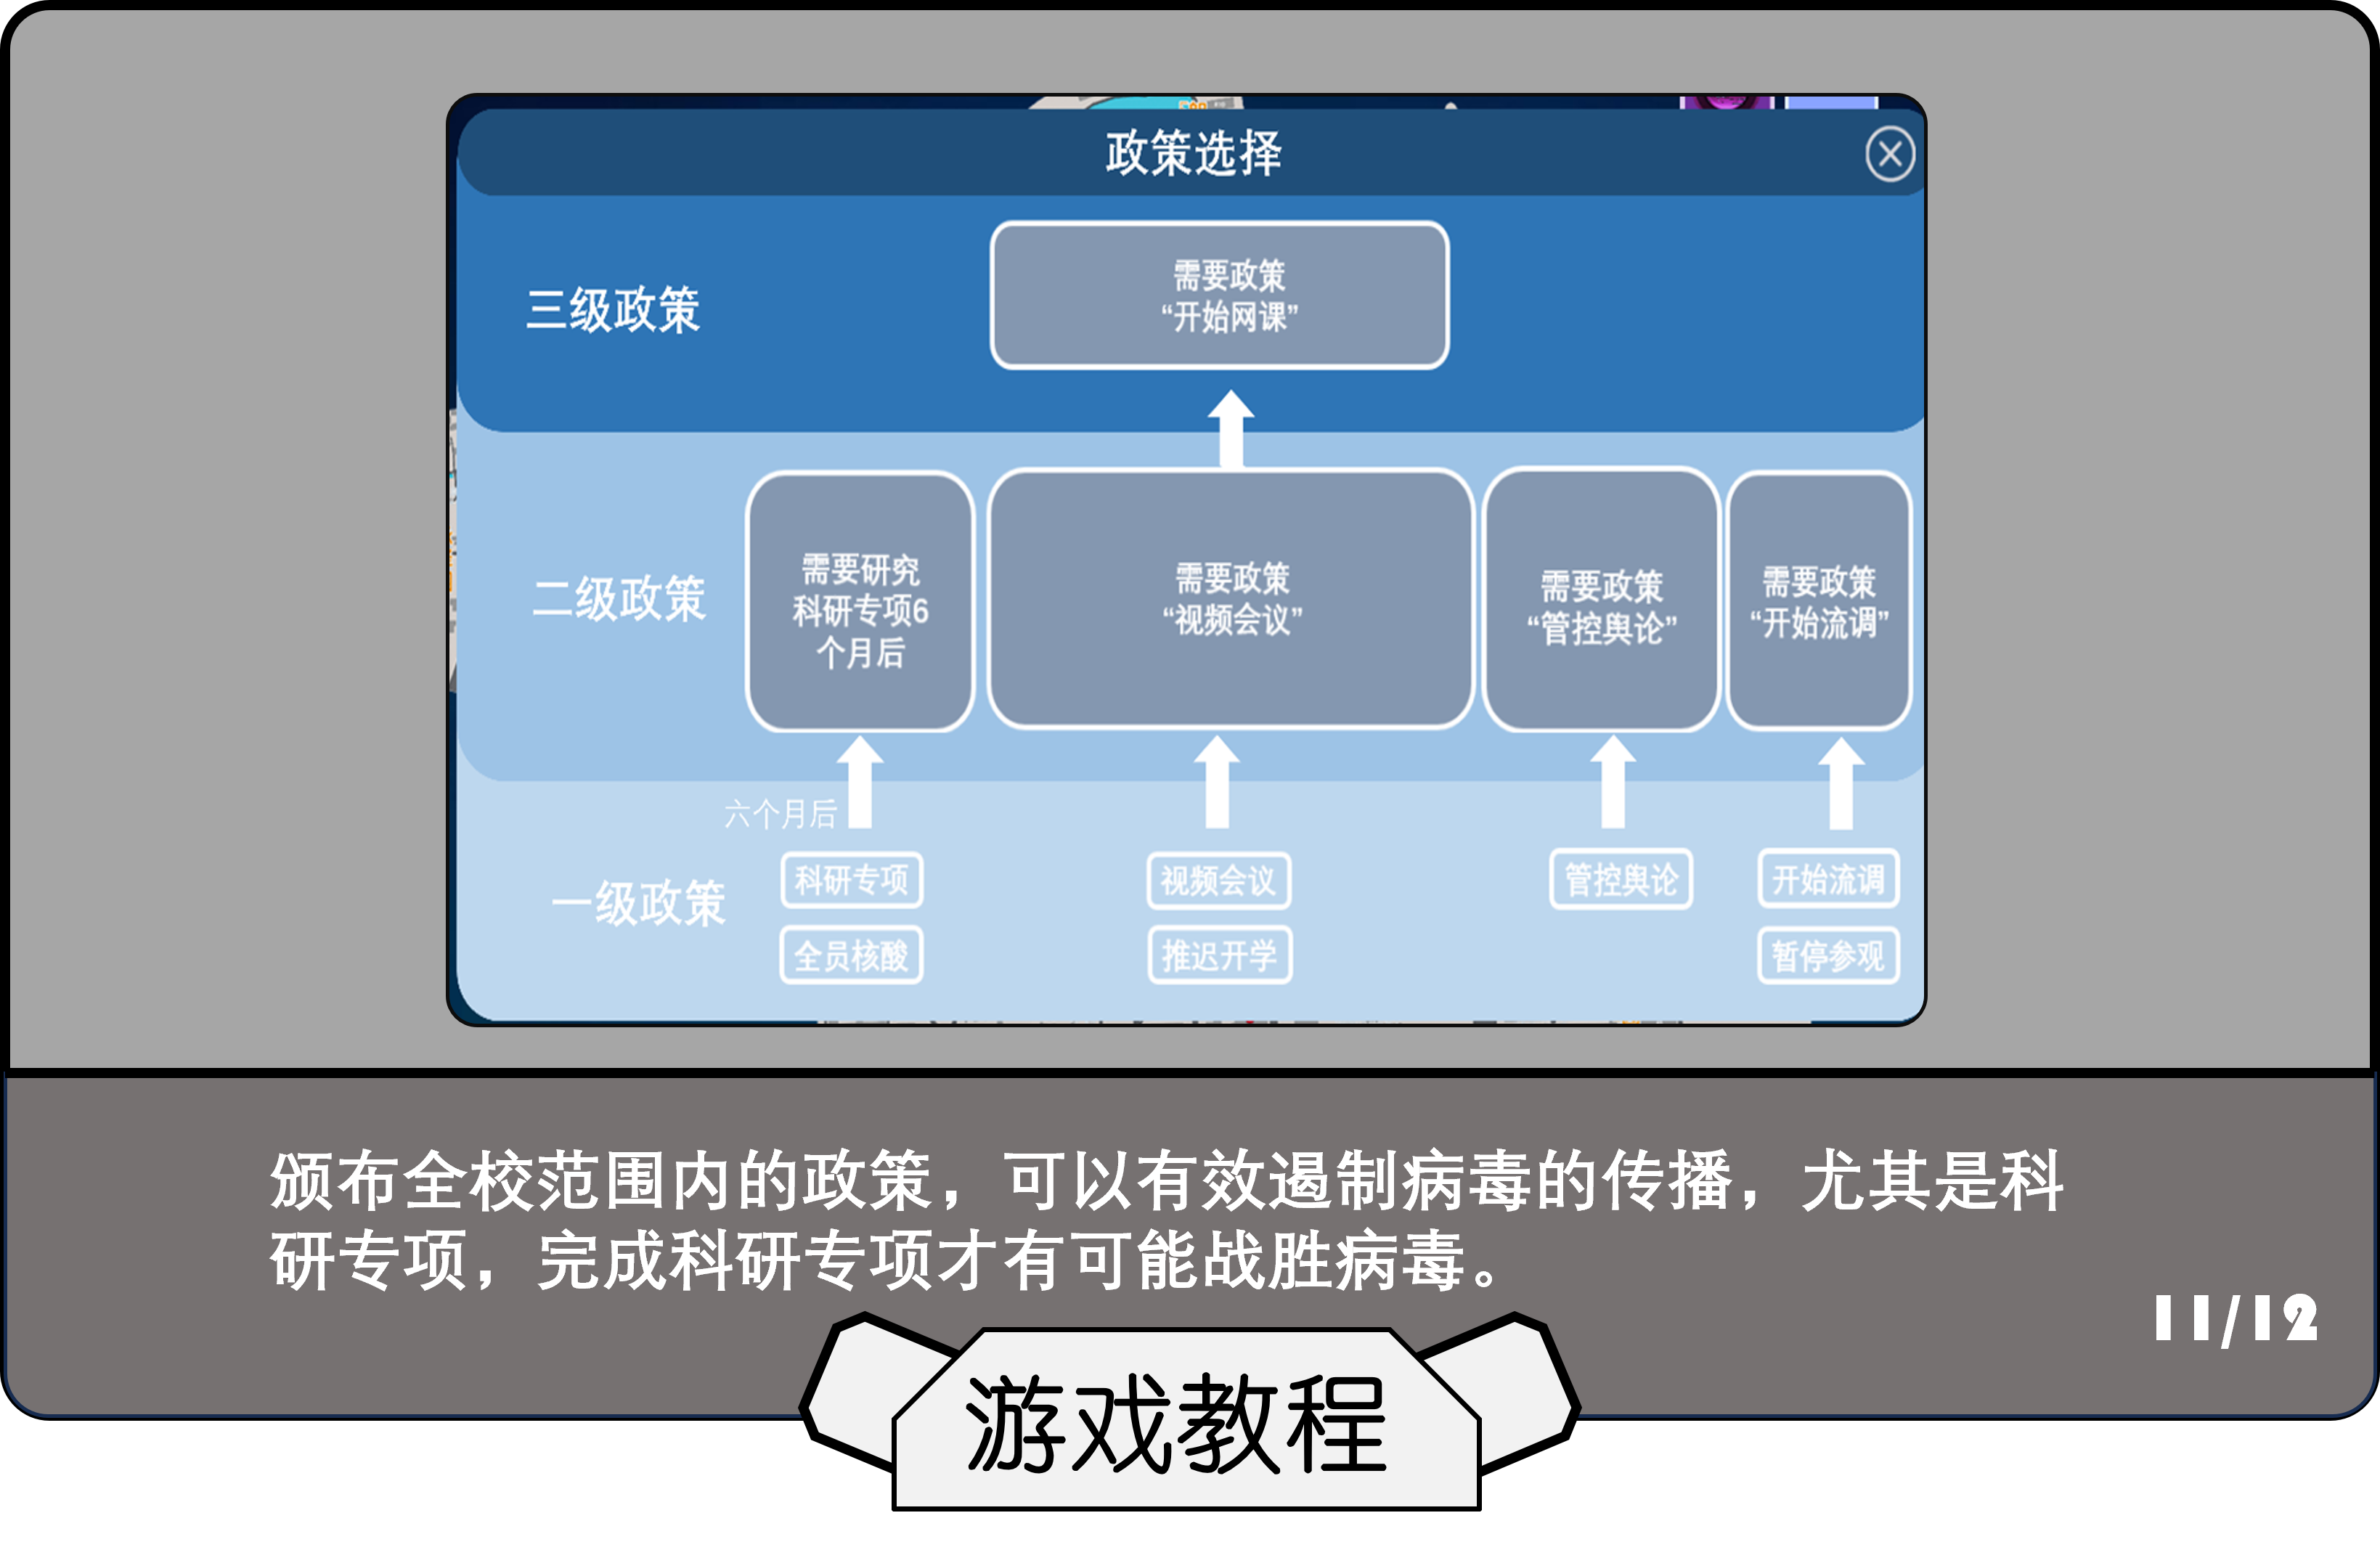 政策选择
三级政策
需要政策
“开始网课”
二级政策
需要研究
科研专项6
个月后
需要政策
“视频会议”
需要政策
“管控舆论”
需要政策
“开始流调”
六个月后
一级政策
科研专项
视频会议
管控舆论
开始流调
全员核酸
推迟开学
暂停参观
颁布全校范围内的政策，可以有效遏制病毒的传播，尤其是科
研专项，完成科研专项才有可能战胜病毒。
11/12
游戏教程